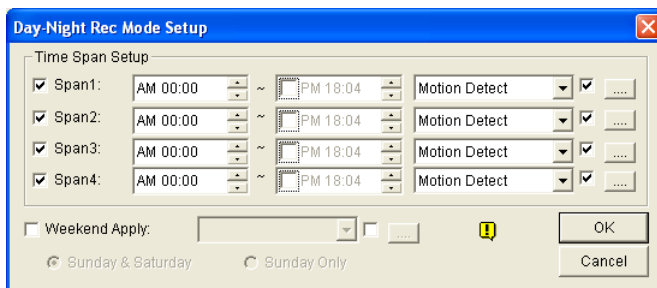 Day-Night Rec Mode Setup
Time Span Setup
Span1: AM 00:00 ~ PM 18:04 Motion Detect ....
Span2: AM 00:00 ~ PM 18:04 Motion Detect ....
Span3: AM 00:00 ~ PM 18:04 Motion Detect ....
Span4: AM 00:00 ~ PM 18:04 Motion Detect ....
Weekend Apply: .... ! OK
Sunday & Saturday Sunday Only Cancel